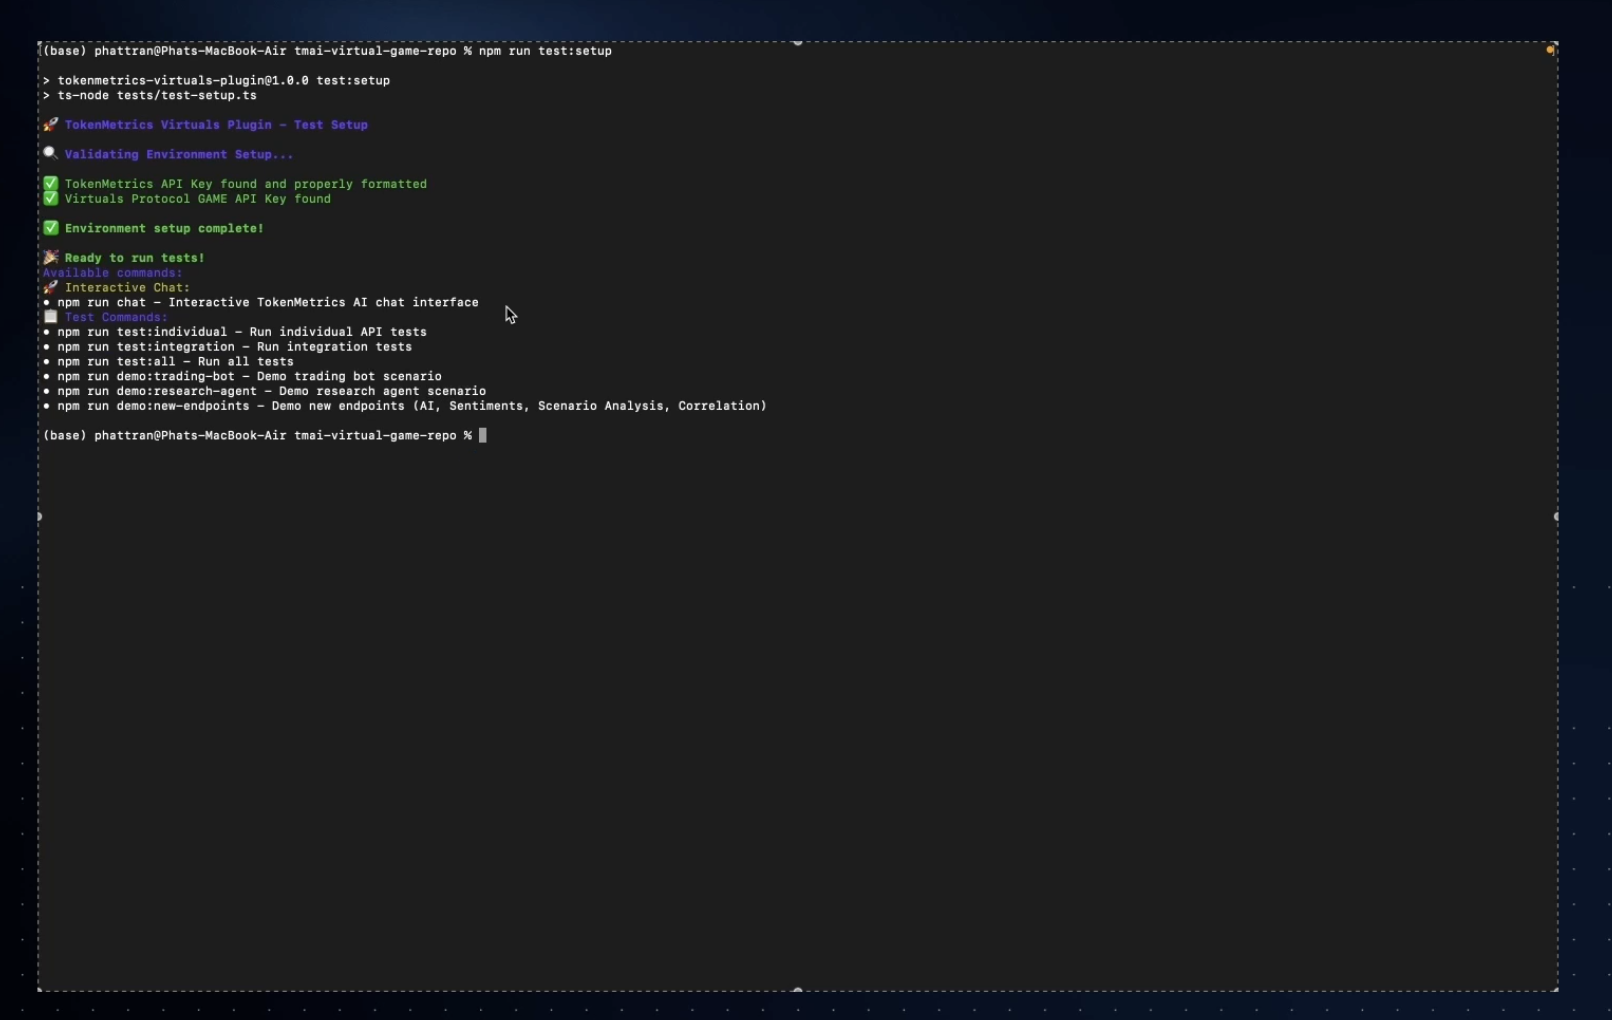 (base) phattran@Phats-MacBook-Air tmai-virtual-game-repo % npm run test:setup
> tokenmetrics-virtuals-plugin@1.0.0 test:setup
> ts-node tests/test-setup.ts
🚀 TokenMetrics Virtuals Plugin - Test Setup
🔍 Validating Environment Setup...
✅ TokenMetrics API Key found and properly formatted
✅ Virtuals Protocol GAME API Key found
✅ Environment setup complete!
🎉 Ready to run tests!
Available commands:
🚀 Interactive Chat:
• npm run chat - Interactive TokenMetrics AI chat interface
📋 Test Commands:
• npm run test:individual - Run individual API tests
• npm run test:integration - Run integration tests
• npm run test:all - Run all tests
• npm run demo:trading-bot - Demo trading bot scenario
• npm run demo:research-agent - Demo research agent scenario
• npm run demo:new-endpoints - Demo new endpoints (AI, Sentiments, Scenario Analysis, Correlation)
(base) phattran@Phats-MacBook-Air tmai-virtual-game-repo %